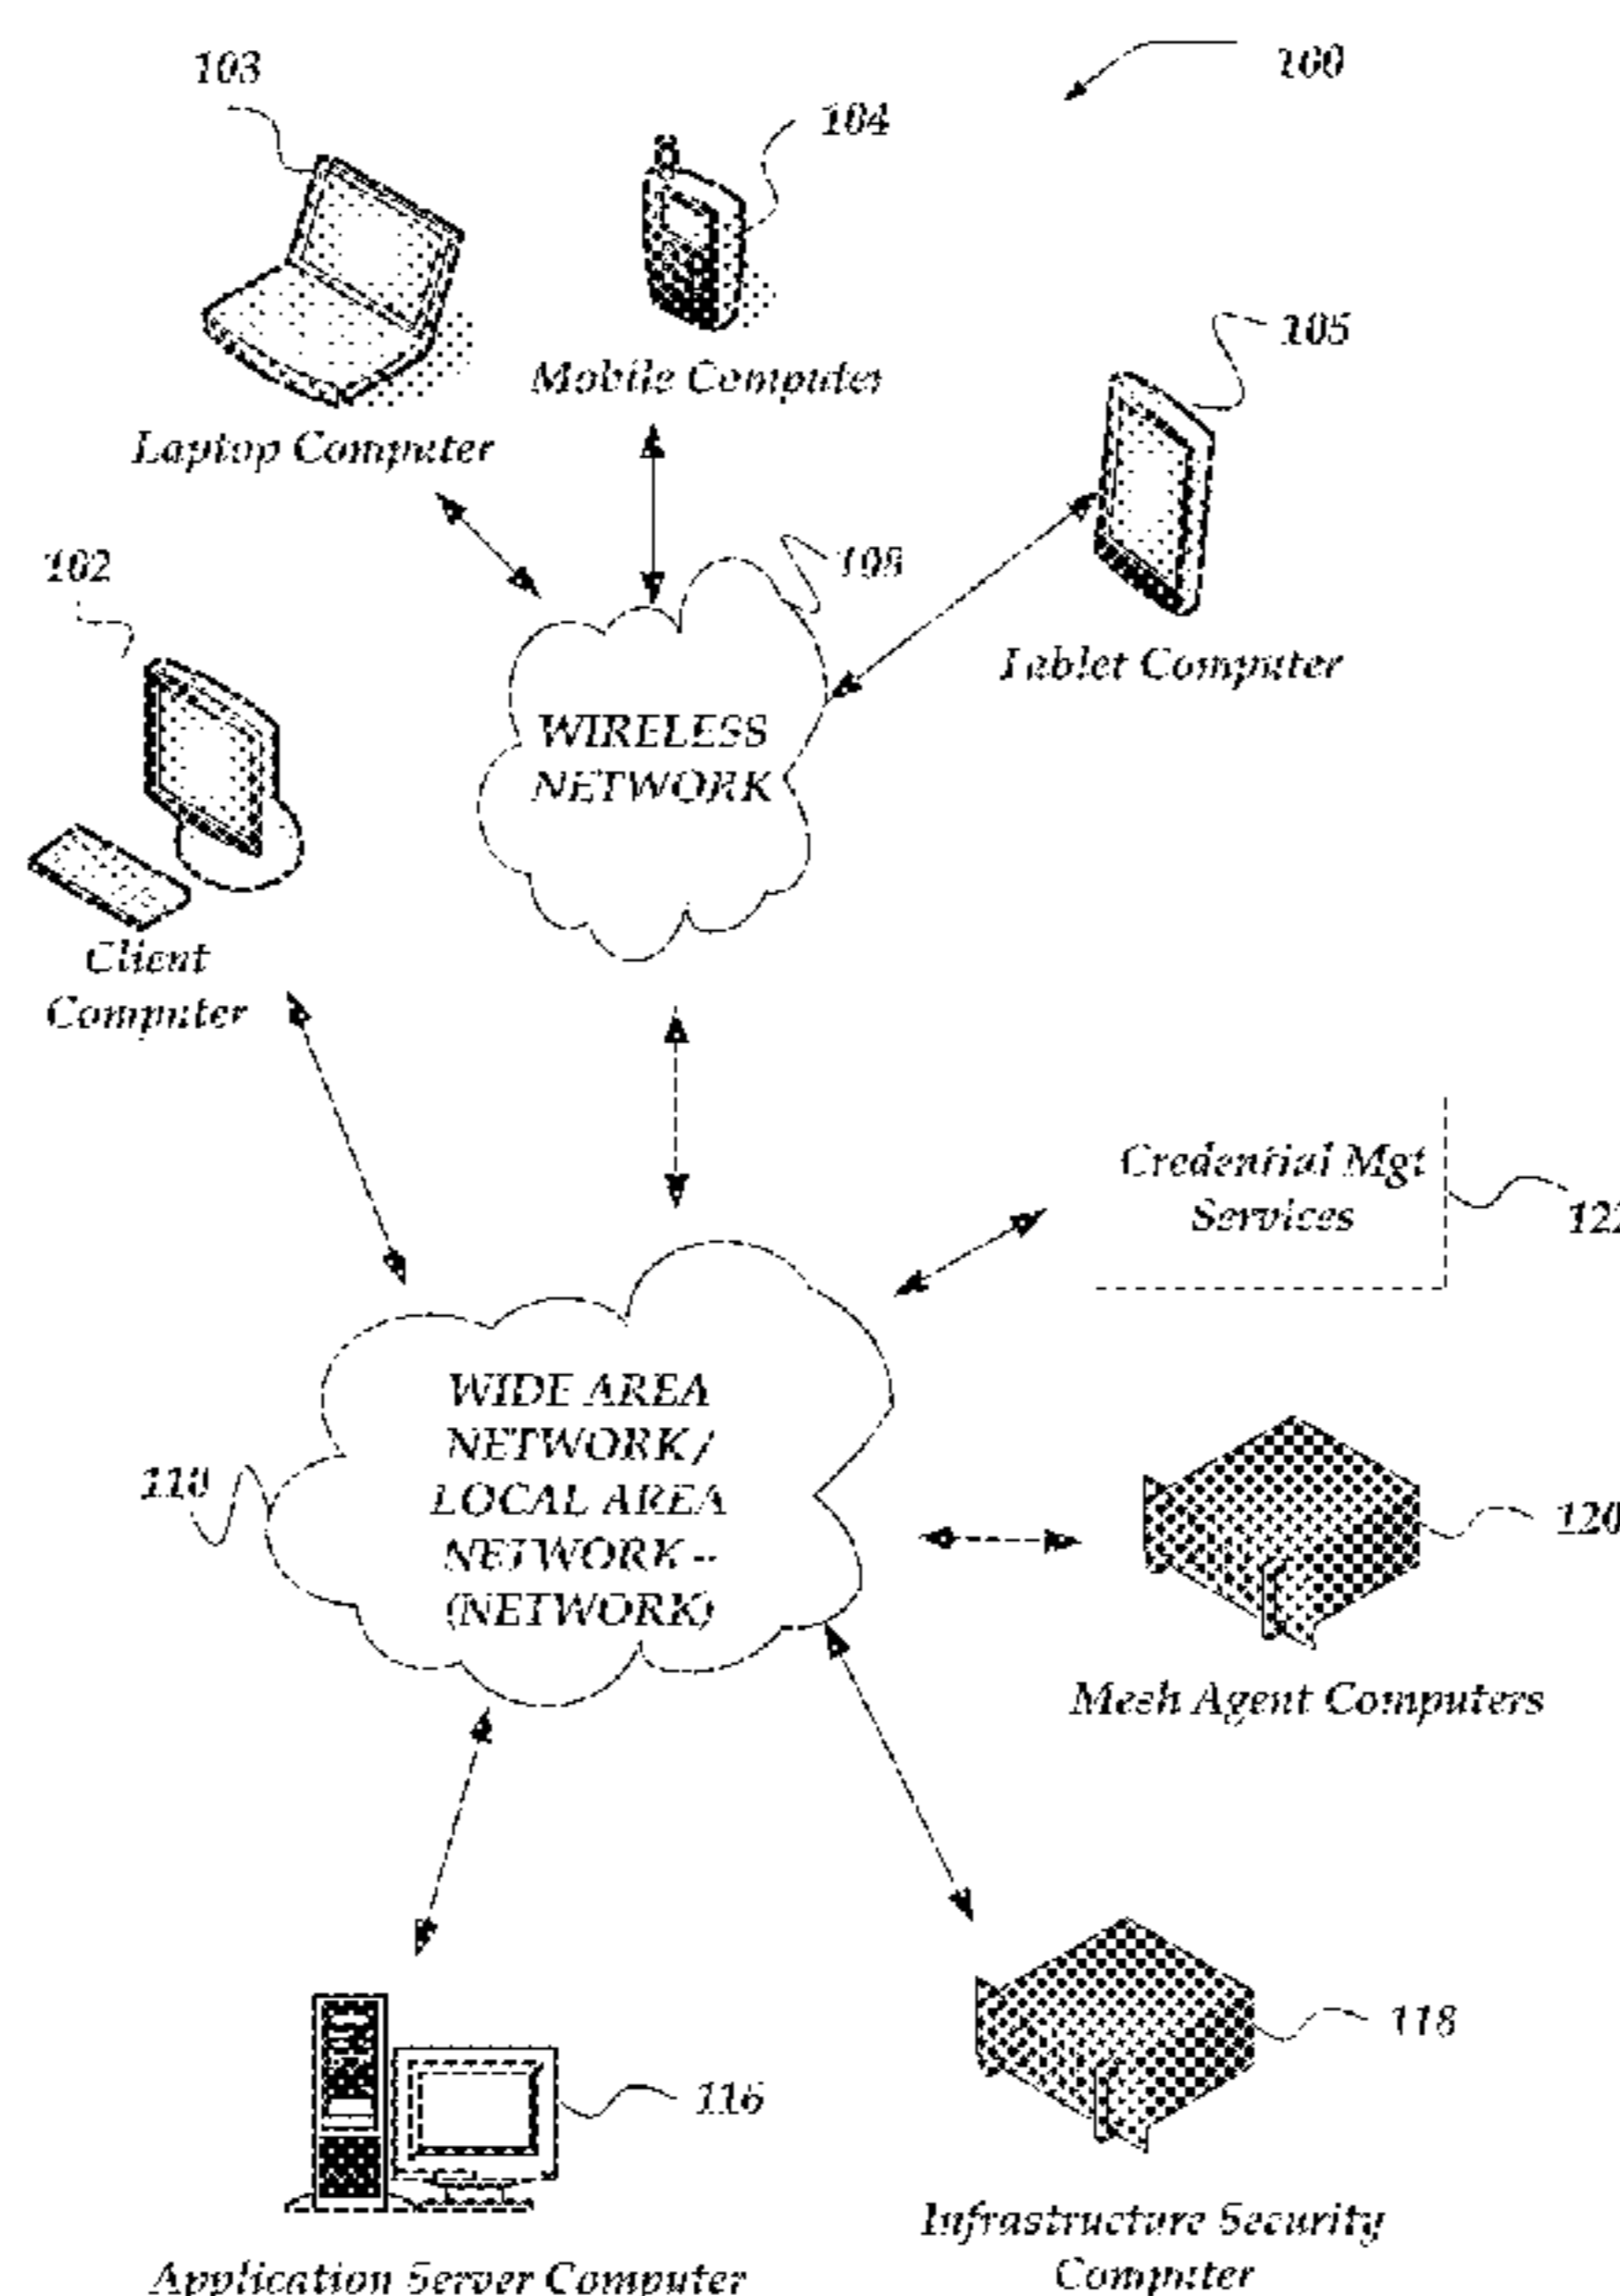 100
103
104
Mobile Computer
Laptop Computer
105
Tablet Computer
102
108
WIRELESS
NETWORK
Client
Computer
Credential Mgt
Services
122
WIDE AREA
NETWORK /
LOCAL AREA
NETWORK --
(NETWORK)
110
120
Mesh Agent Computers
118
Infrastructure Security
Computer
116
Application Server Computer